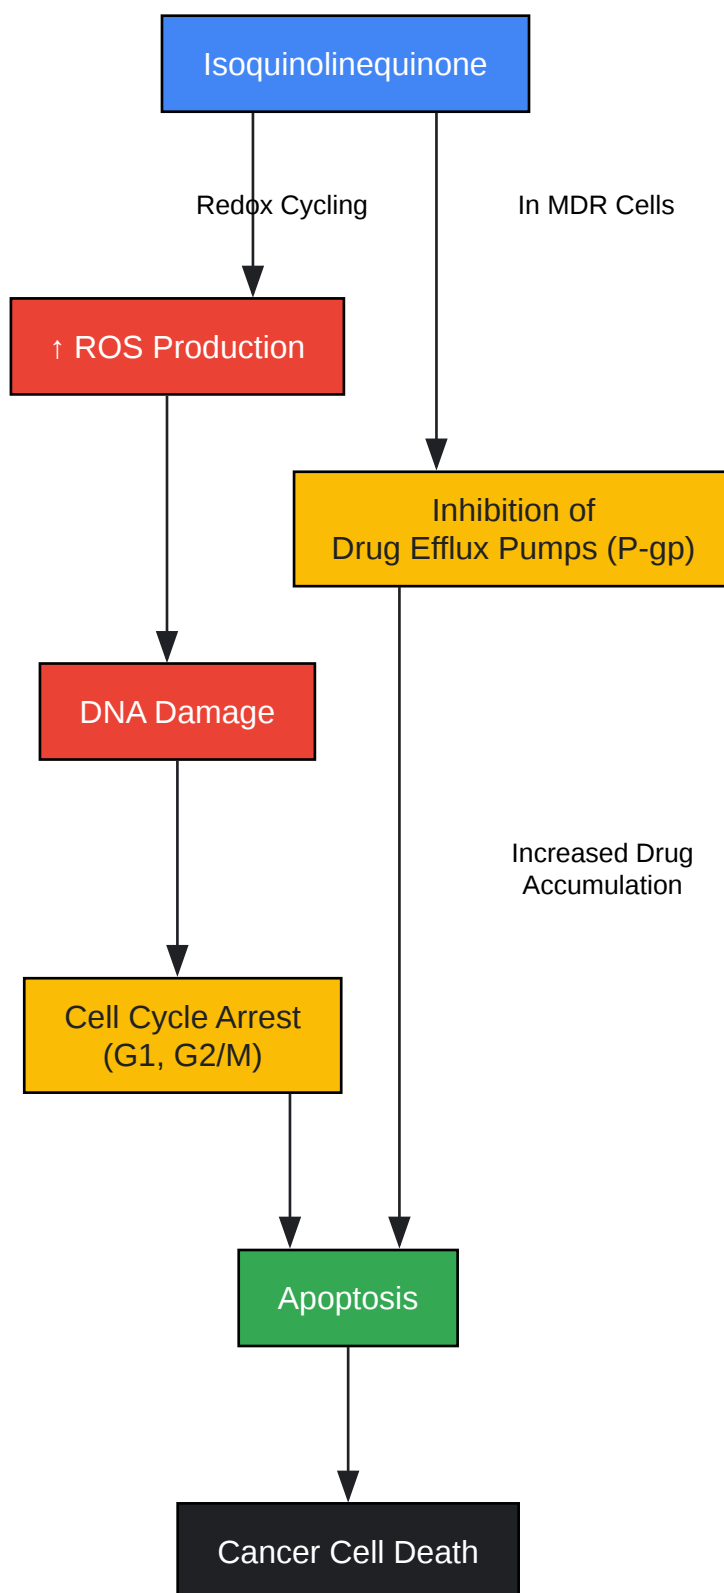 Isoquinolinequinone
Redox Cycling
In MDR Cells
↑ ROS Production
Inhibition of
Drug Efflux Pumps (P-gp)
DNA Damage
Increased Drug
Accumulation
Cell Cycle Arrest
(G1, G2/M)
Apoptosis
Cancer Cell Death